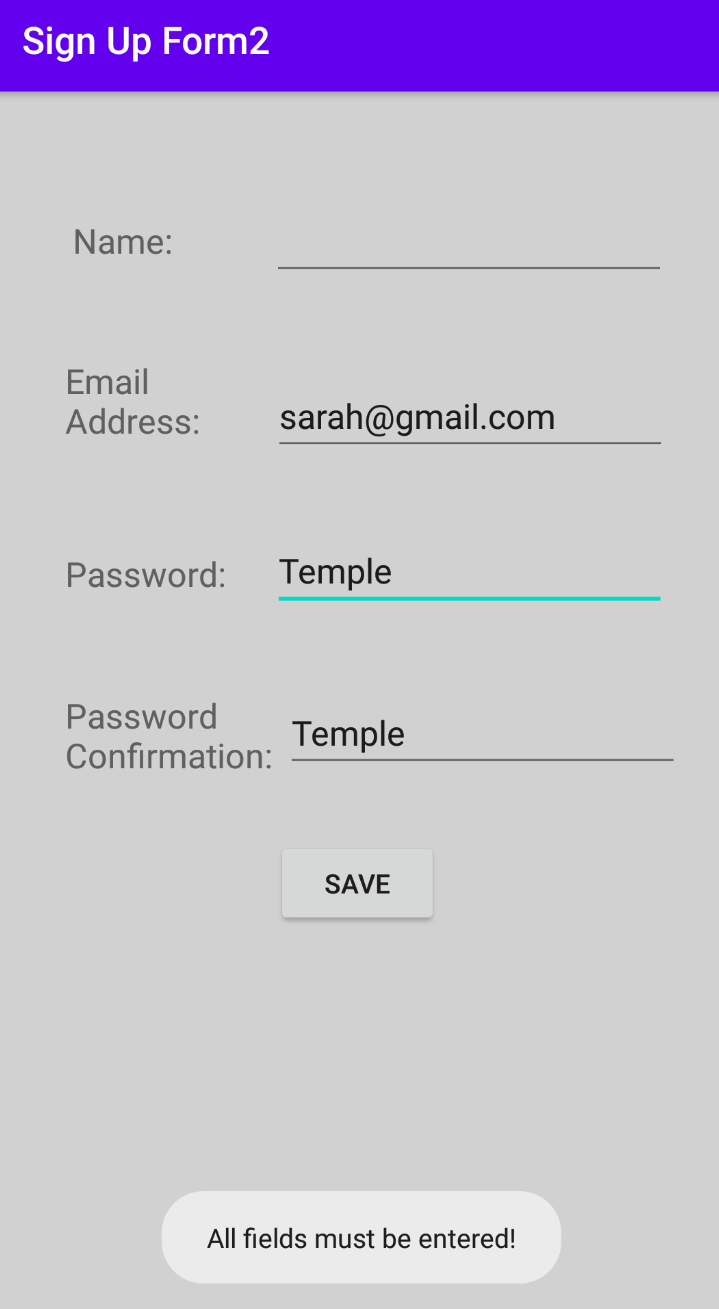 Sign Up Form2
Name:
Email
Address:
sarah@gmail.com
Password:
Temple
Password
Confirmation:
Temple
SAVE
All fields must be entered!